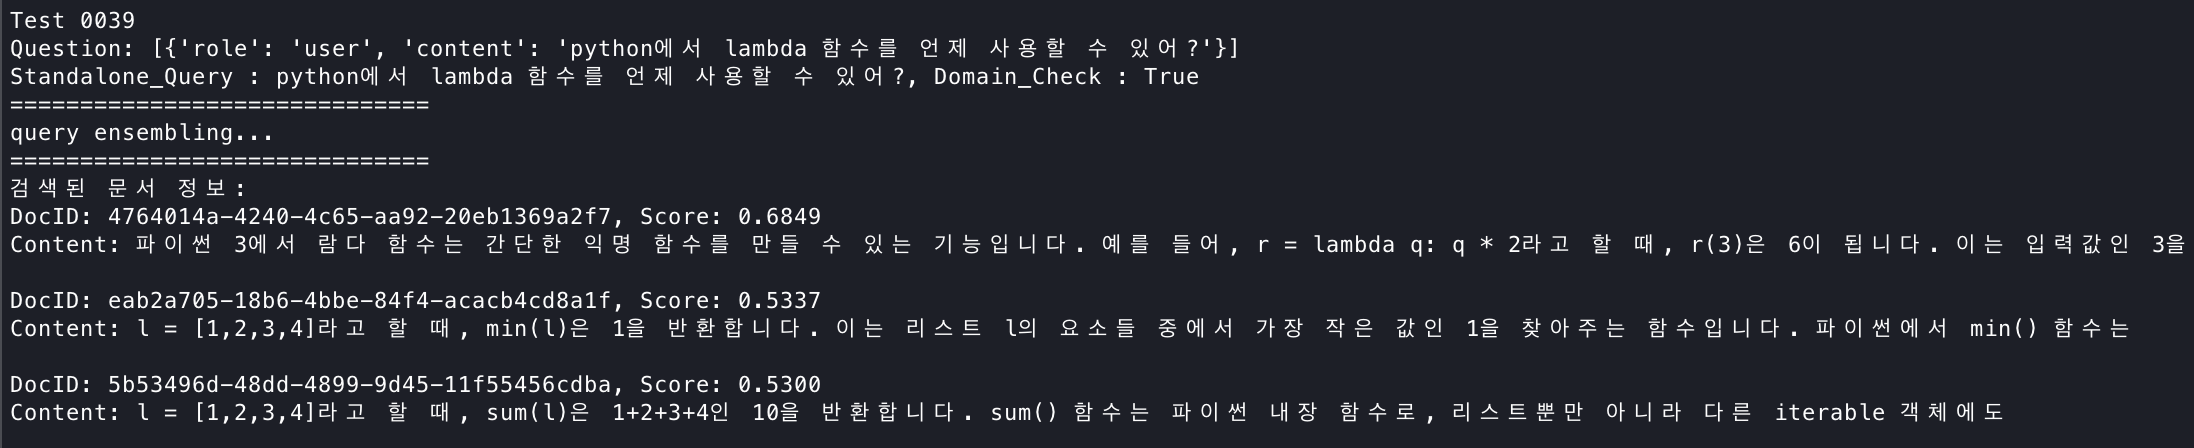 Test 0039
Question: [{'role': 'user', 'content': 'python에서 lambda 함수를 언제 사용할 수 있어?'}]
Standalone_Query : python에서 lambda 함수를 언제 사용할 수 있어?, Domain_Check : True
==============================
query ensembling...
==============================
검색된 문서 정보:
DocID: 4764014a-4240-4c65-aa92-20eb1369a2f7, Score: 0.6849
Content: 파이썬 3에서 람다 함수는 간단한 익명 함수를 만들 수 있는 기능입니다. 예를 들어, r = lambda q: q * 2라고 할 때, r(3)은 6이 됩니다. 이는 입력값인 3을
DocID: eab2a705-18b6-4bbe-84f4-acacb4cd8a1f, Score: 0.5337
Content: l = [1,2,3,4]라고 할 때, min(l)은 1을 반환합니다. 이는 리스트 l의 요소들 중에서 가장 작은 값인 1을 찾아주는 함수입니다. 파이썬에서 min() 함수는
DocID: 5b53496d-48dd-4899-9d45-11f55456cdba, Score: 0.5300
Content: l = [1,2,3,4]라고 할 때, sum(l)은 1+2+3+4인 10을 반환합니다. sum() 함수는 파이썬 내장 함수로, 리스트뿐만 아니라 다른 iterable 객체에도